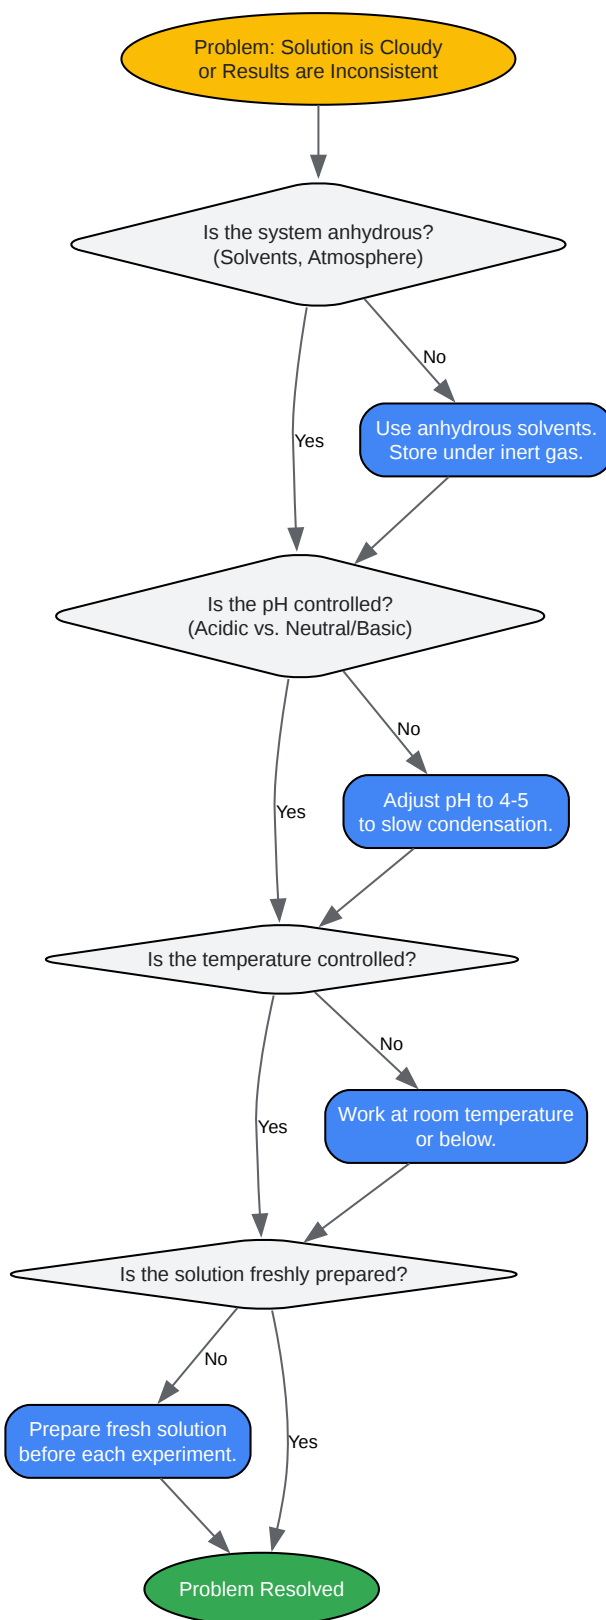 Problem: Solution is Cloudy
or Results are Inconsistent
Is the system anhydrous?
(Solvents, Atmosphere)
No
Yes
Use anhydrous solvents.
Store under inert gas.
Is the pH controlled?
(Acidic vs. Neutral/Basic)
No
Yes
Adjust pH to 4-5
to slow condensation.
Is the temperature controlled?
No
Yes
Work at room temperature
or below.
Is the solution freshly prepared?
No
Yes
Prepare fresh solution
before each experiment.
Problem Resolved